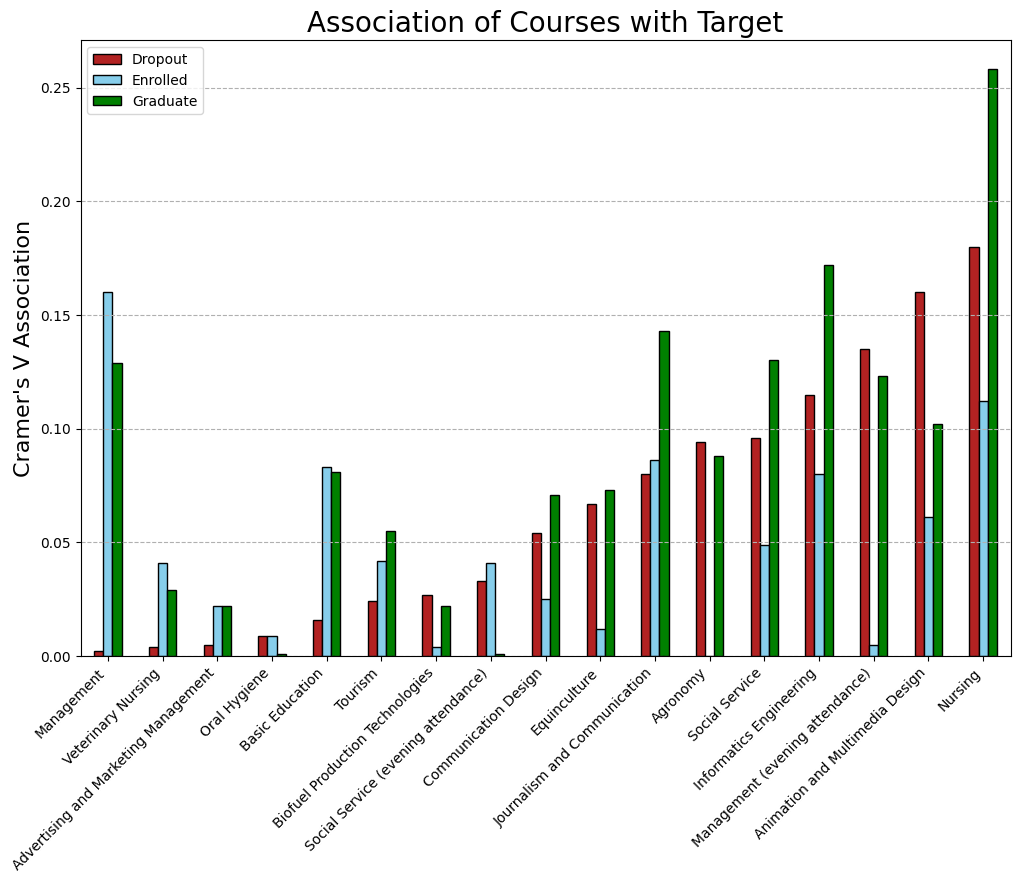 Association of Courses with Target
Dropout
Enrolled
Graduate
Cramer's V Association
0.25
0.20
0.15
0.10
0.05
0.00
Management
Veterinary Nursing
Advertising and Marketing Management
Oral Hygiene
Basic Education
Tourism
Biofuel Production Technologies
Social Service (evening attendance)
Communication Design
Equinculture
Journalism and Communication
Agronomy
Social Service
Informatics Engineering
Management (evening attendance)
Animation and Multimedia Design
Nursing